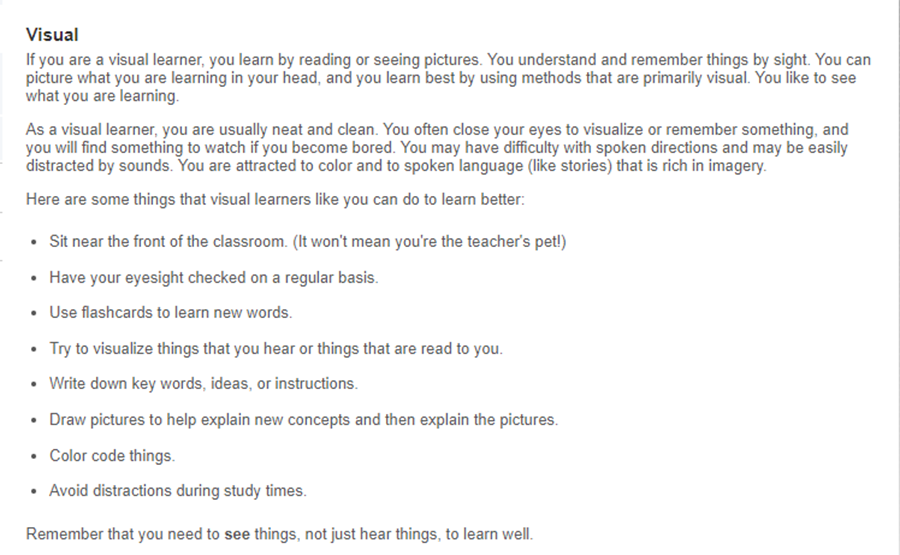 Visual
If you are a visual learner, you learn by reading or seeing pictures. You understand and remember things by sight. You can
picture what you are learning in your head, and you learn best by using methods that are primarily visual. You like to see
what you are learning.
As a visual learner, you are usually neat and clean. You often close your eyes to visualize or remember something, and
you will find something to watch if you become bored. You may have difficulty with spoken directions and may be easily
distracted by sounds. You are attracted to color and to spoken language (like stories) that is rich in imagery.
Here are some things that visual learners like you can do to learn better:
• Sit near the front of the classroom. (It won't mean you're the teacher's pet!)
• Have your eyesight checked on a regular basis.
• Use flashcards to learn new words.
• Try to visualize things that you hear or things that are read to you.
• Write down key words, ideas, or instructions.
• Draw pictures to help explain new concepts and then explain the pictures.
• Color code things.
• Avoid distractions during study times.
Remember that you need to see things, not just hear things, to learn well.